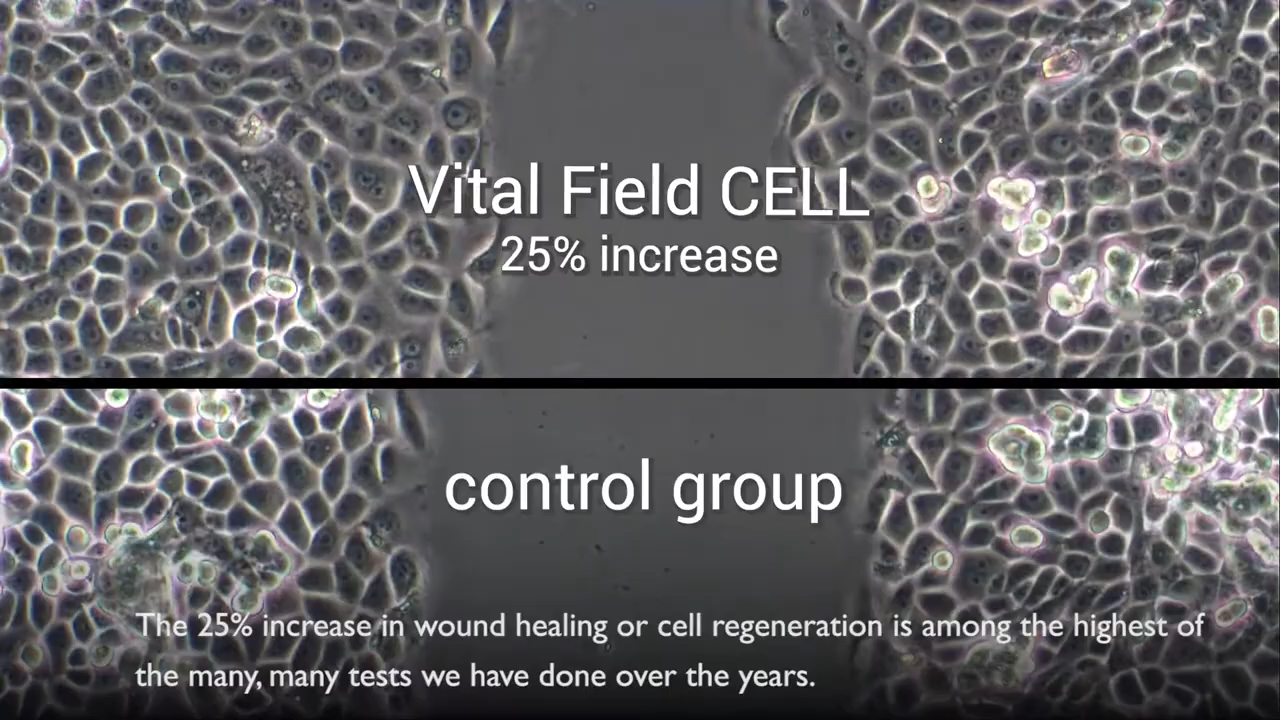 Vital Field CELL
25% increase
control group
The 25% increase in wound healing or cell regeneration is among the highest of
the many, many tests we have done over the years.